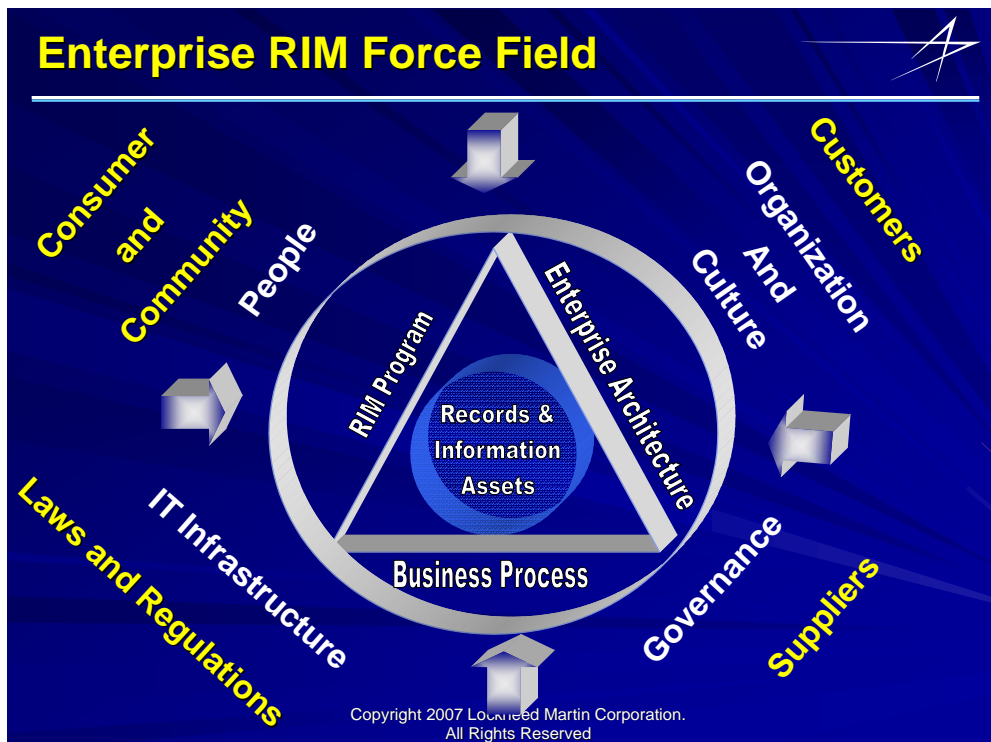 Enterprise RIM Force Field
Consumer
and
Community
People
Customers
Organization
And
Culture
RIM Program
Enterprise Architecture
Records &
Information
Assets
Business Process
Laws and Regulations
IT Infrastructure
Governance
Suppliers
Copyright 2007 Lockheed Martin Corporation.
All Rights Reserved